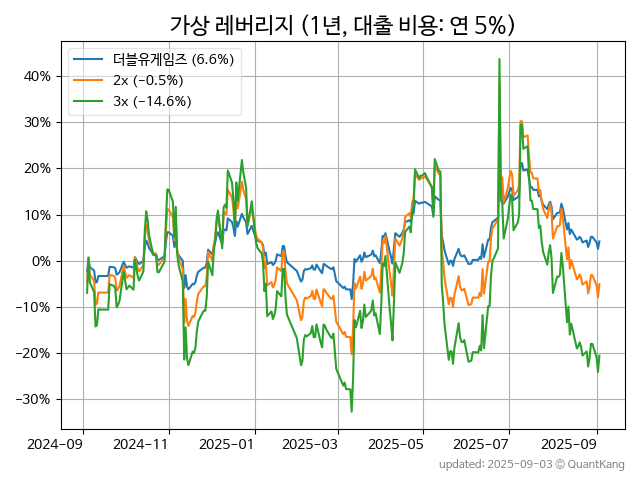 가상 레버리지 (1년, 대출 비용: 연 5%)
더블유게임즈 (6.6%)
2x (-0.5%)
3x (-14.6%)
40%
30%
20%
10%
0%
-10%
-20%
-30%
2024-09 2024-11 2025-01 2025-03 2025-05 2025-07 2025-09
updated: 2025-09-03 © QuantKang